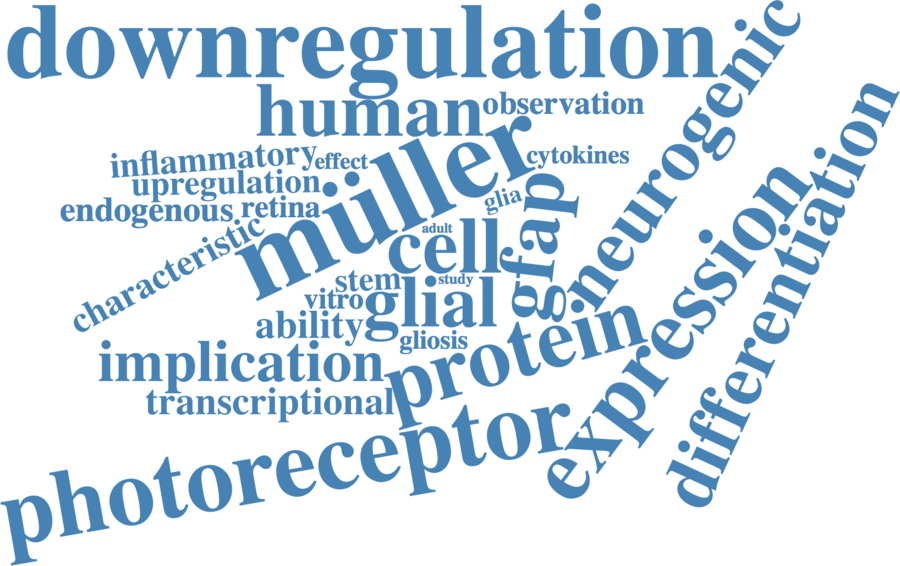 downregulation
human
observation
neurogenic
müller
inflammatory
effect
cytokines
upregulation
endogenous
retina
glia
gfap
characteristic
adult
cell
stem
study
vitro
glial
ability
gliosis
expression
differentiation
implication
protein
transcriptional
photoreceptor